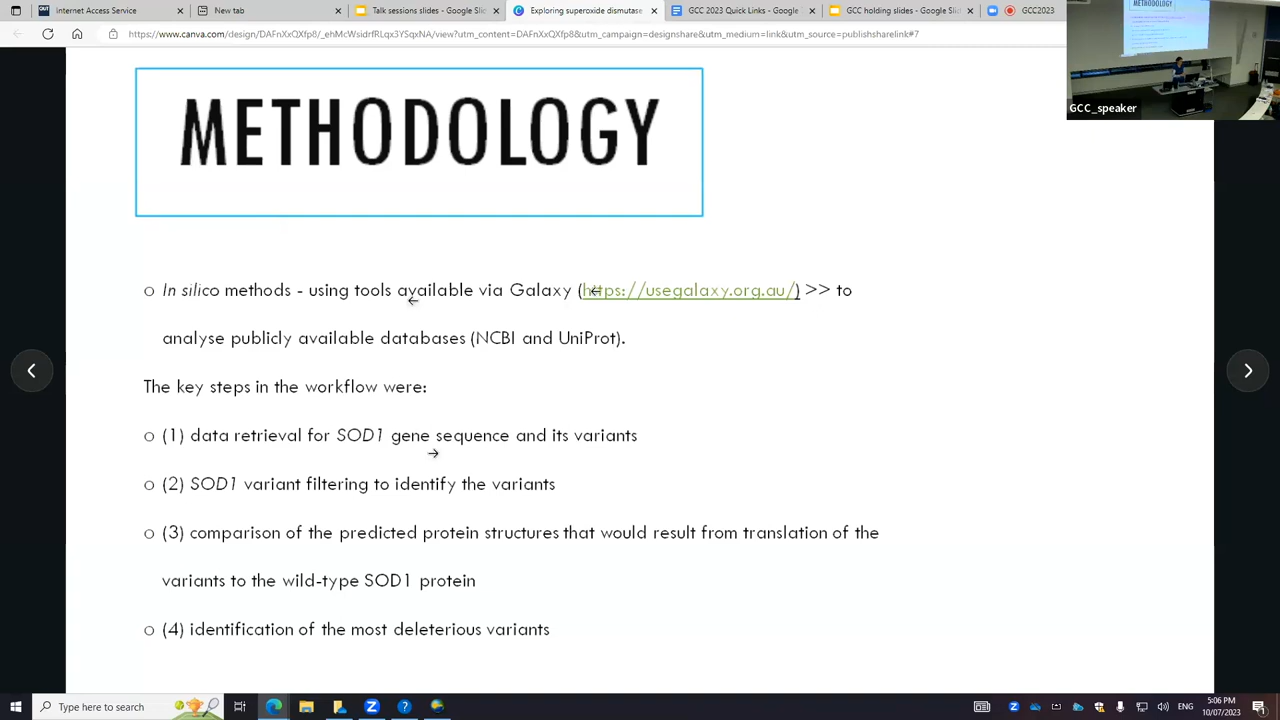 Internet Access Service
Out
Talk sessions slides - Google Sli
Exploring superoxide dismutase
GCC 2023 Quick Links - Google D
GCC holding slides - Google Slid
GCC2023
https://www.canva.com/design/DAFnXxQXfp8/_ehMcWsidrfRLqx3YSqxNA/view?utm_content=DAFnXxQXfp8&utm_campaign=designshare&utm_medium=link&utm_source=publishsharelink#7
METHODOLOGY
GCC_speaker
METHODOLOGY
o In silico methods - using tools available via Galaxy (https://usegalaxy.org.au/) >> to
analyse publicly available databases (NCBI and UniProt).
The key steps in the workflow were:
o (1) data retrieval for SOD1 gene sequence and its variants
o (2) SOD1 variant filtering to identify the variants
o (3) comparison of the predicted protein structures that would result from translation of the
variants to the wild-type SOD1 protein
o (4) identification of the most deleterious variants
Type here to search
ENG
5:06 PM
10/07/2023